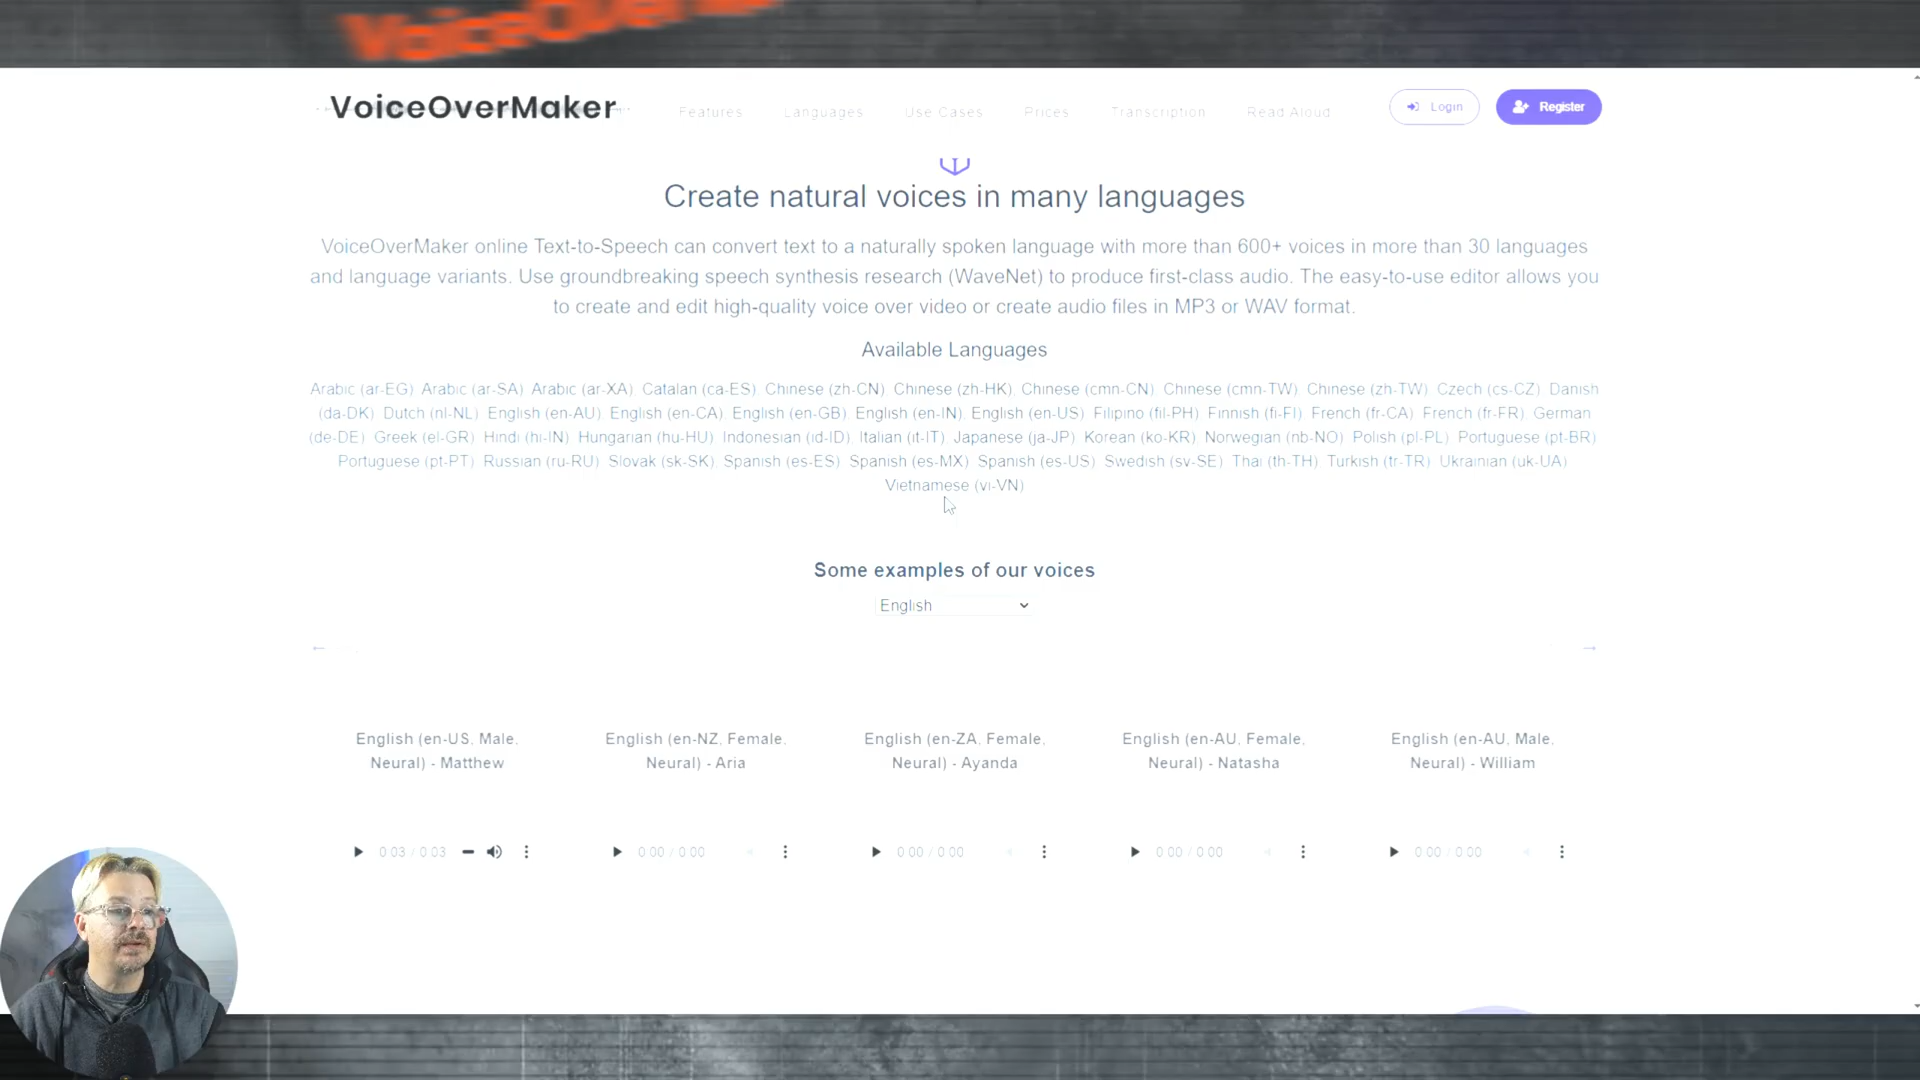 VoiceOverMa
VoiceOverMaker
Features Languages Use Cases Prices Transcription Read Aloud Login Register
Create natural voices in many languages
VoiceOverMaker online Text-to-Speech can convert text to a naturally spoken language with more than 600+ voices in more than 30 languages
and language variants. Use groundbreaking speech synthesis research (WaveNet) to produce first-class audio. The easy-to-use editor allows you
to create and edit high-quality voice over video or create audio files in MP3 or WAV format.
Available Languages
Arabic (ar-EG) Arabic (ar-SA) Arabic (ar-XA) Catalan (ca-ES) Chinese (zh-CN) Chinese (zh-HK) Chinese (cmn-CN) Chinese (cmn-TW) Chinese (zh-TW) Czech (cs-CZ) Danish
(da-DK) Dutch (nl-NL) English (en-AU) English (en-CA) English (en-GB) English (en-IN) English (en-US) Filipino (fil-PH) Finnish (fi-FI) French (fr-CA) French (fr-FR) German
(de-DE) Greek (el-GR) Hindi (hi-IN) Hungarian (hu-HU) Indonesian (id-ID) Italian (it-IT) Japanese (ja-JP) Korean (ko-KR) Norwegian (nb-NO) Polish (pl-PL) Portuguese (pt-BR)
Portuguese (pt-PT) Russian (ru-RU) Slovak (sk-SK) Spanish (es-ES) Spanish (es-MX) Spanish (es-US) Swedish (sv-SE) Thai (th-TH) Turkish (tr-TR) Ukrainian (uk-UA)
Vietnamese (vi-VN)
Some examples of our voices
English
English (en-US, Male,
Neural) - Matthew
English (en-NZ, Female,
Neural) - Aria
English (en-ZA, Female,
Neural) - Ayanda
English (en-AU, Female,
Neural) - Natasha
English (en-AU, Male,
Neural) - William
0:03 / 0:03
0:00 / 0:00
0:00 / 0:00
0:00 / 0:00
0:00 / 0:00